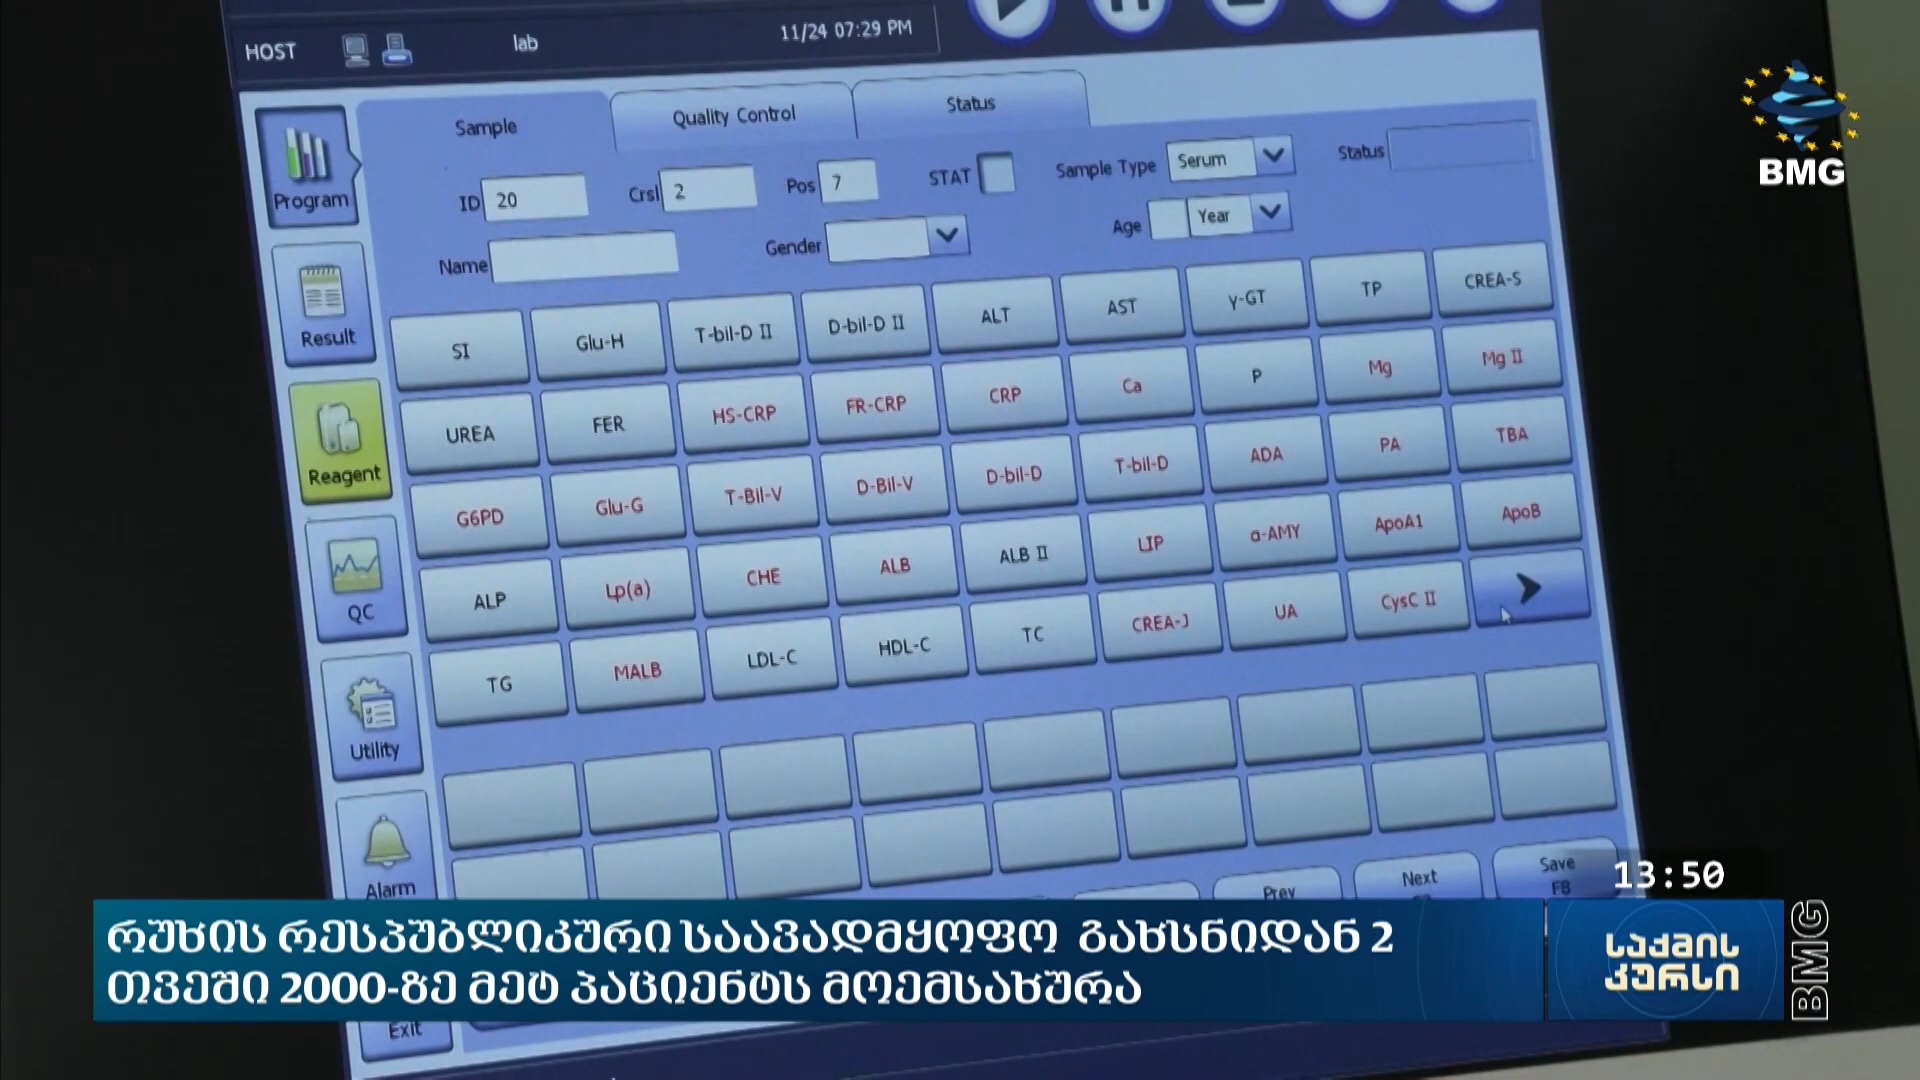 HOST lab 11/24 07:29 PM
Sample Quality Control Status
ID 20 Crsl 2 Pos 7 STAT Sample Type Serum Status
Name Gender Age Year
Program
Result
Reagent
QC
Utility
Alarm
Exit
SI Glu-H T-bil-D II D-bil-D II ALT AST γ-GT TP CREA-S
UREA FER HS-CRP FR-CRP CRP Ca P Mg Mg II
G6PD Glu-G T-Bil-V D-Bil-V D-bil-D T-bil-D ADA PA TBA
ALP Lp(a) CHE ALB ALB II LIP α-AMY ApoA1 ApoB
TG MALB LDL-C HDL-C TC CREA-J UA CysC II
Prev Next Save
F8
BMG
13:50
რუხის რესპუბლიკური საავადმყოფო გახსნიდან 2
თვეში 2000-ზე მეტ პაციენტს მოემსახურა
საქმის
კურსი
BMG